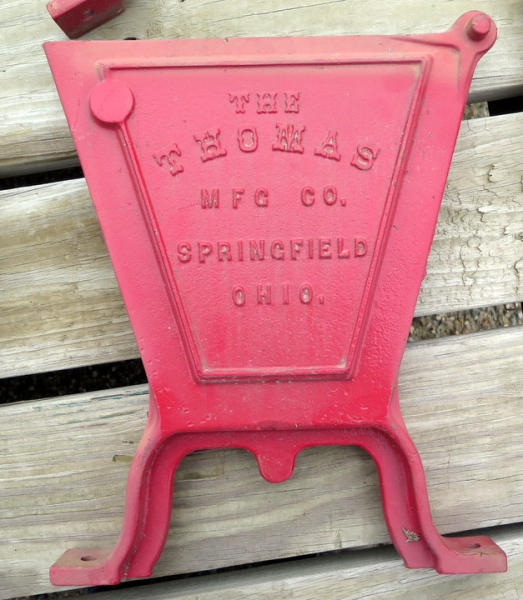 THE
THOMAS
MFG CO.
SPRINGFIELD
OHIO.